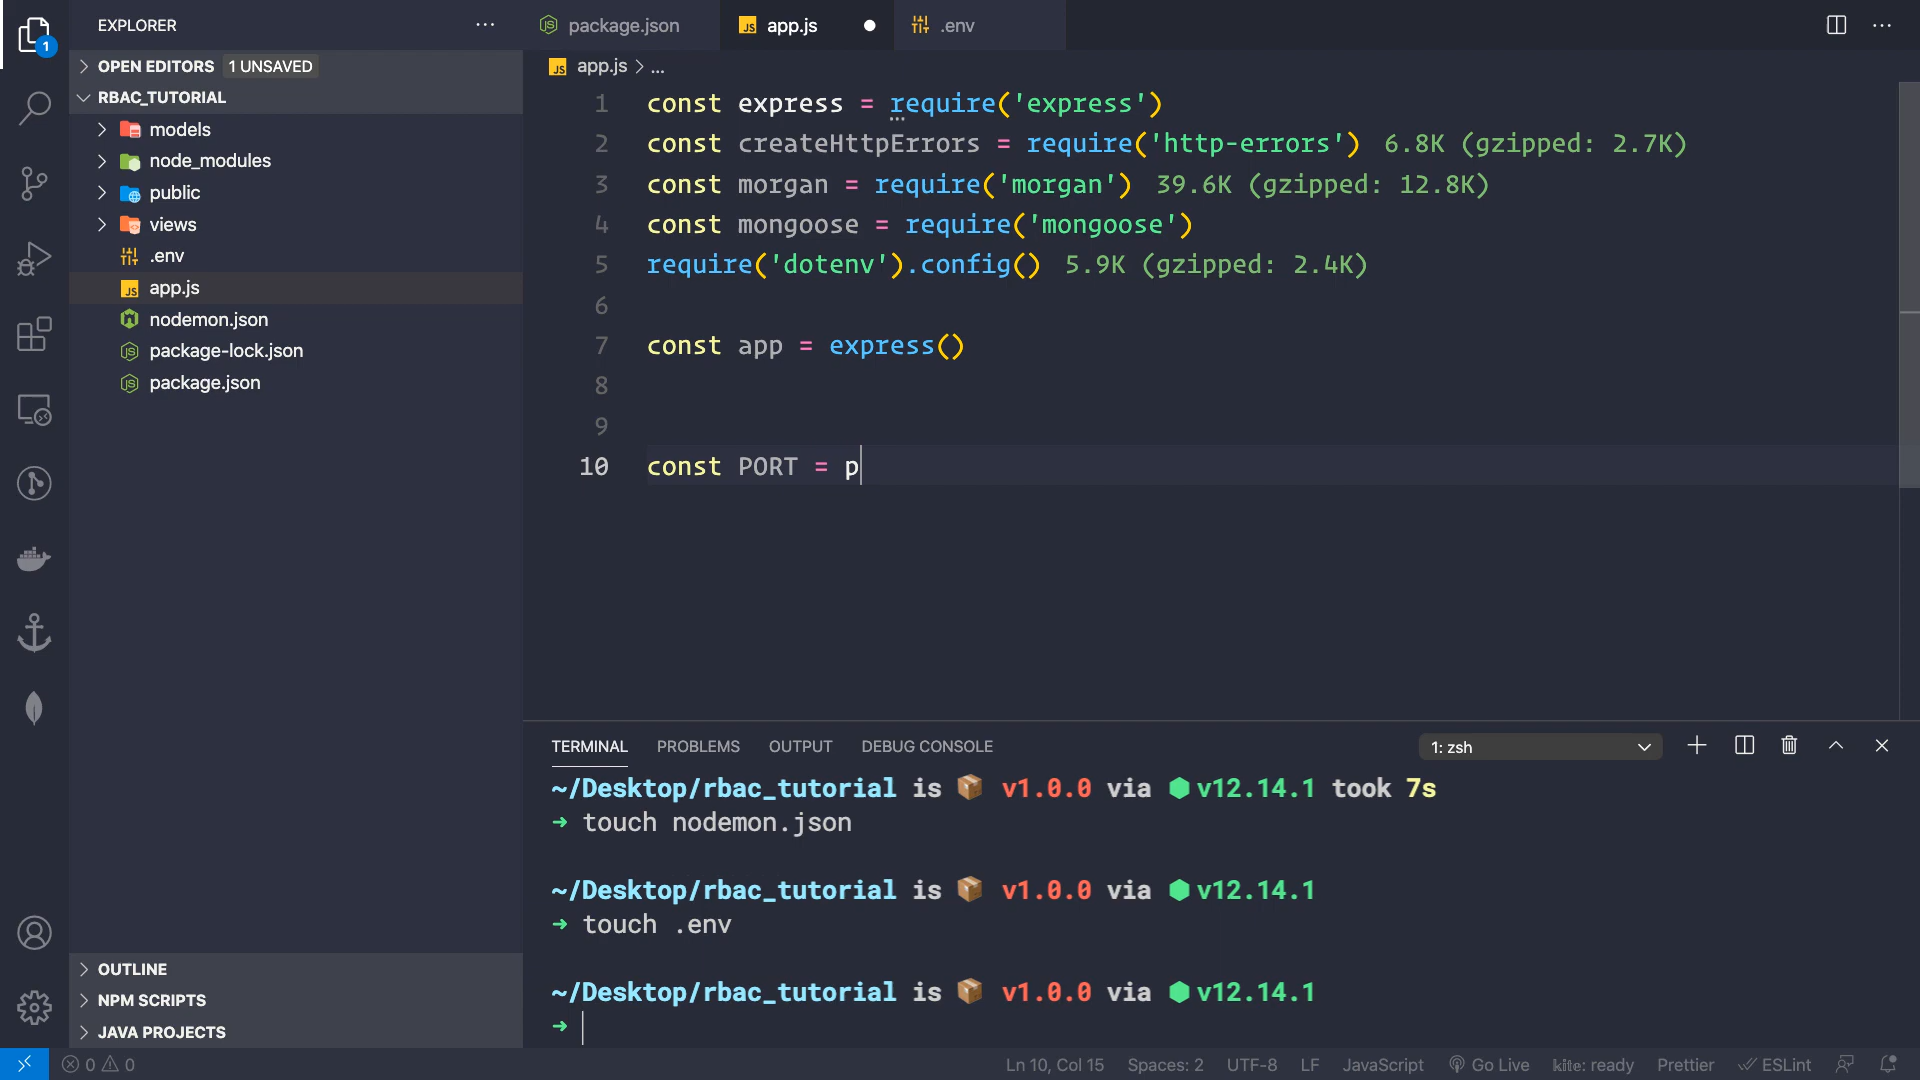 EXPLORER
1
OPEN EDITORS 1 UNSAVED
RBAC_TUTORIAL
models
node_modules
public
views
.env
app.js
nodemon.json
package-lock.json
package.json
OUTLINE
NPM SCRIPTS
JAVA PROJECTS
package.json
app.js
.env
app.js > ...
1 const express = require('express')
2 const createHttpErrors = require('http-errors') 6.8K (gzipped: 2.7K)
3 const morgan = require('morgan') 39.6K (gzipped: 12.8K)
4 const mongoose = require('mongoose')
5 require('dotenv').config() 5.9K (gzipped: 2.4K)
6
7 const app = express()
8
9
10 const PORT = p
TERMINAL PROBLEMS OUTPUT DEBUG CONSOLE 1: zsh
~/Desktop/rbac_tutorial is 📦 v1.0.0 via ⬢ v12.14.1 took 7s
➜ touch nodemon.json
~/Desktop/rbac_tutorial is 📦 v1.0.0 via ⬢ v12.14.1
➜ touch .env
~/Desktop/rbac_tutorial is 📦 v1.0.0 via ⬢ v12.14.1
➜
0 0 Ln 10, Col 15 Spaces: 2 UTF-8 LF JavaScript Go Live kite: ready Prettier ESLint